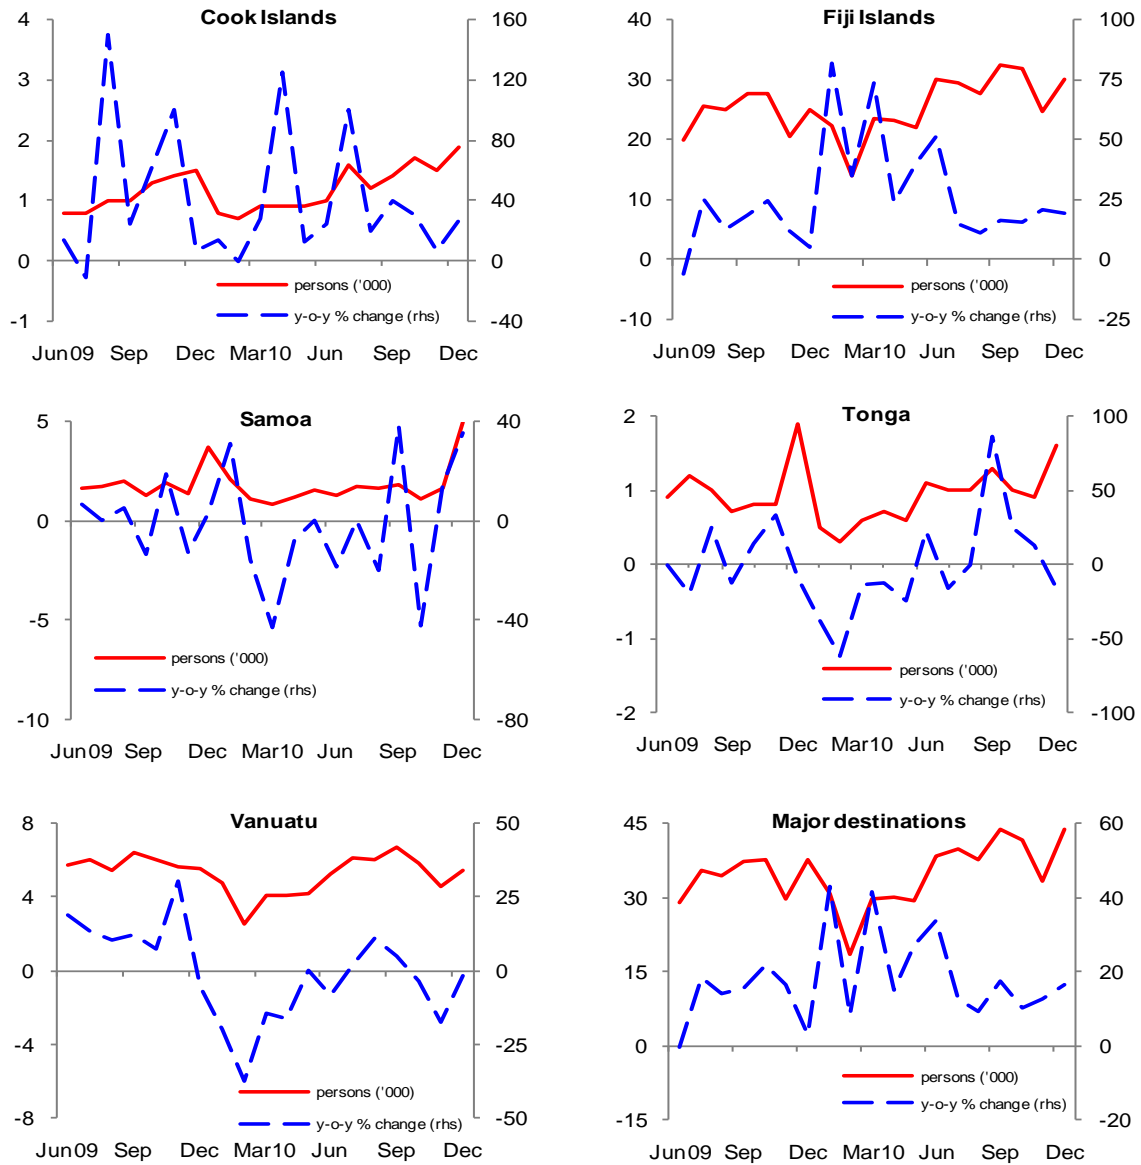 Cook Islands
4
3
2
1
0
-1
160
120
80
40
0
-40
persons ('000)
y-o-y % change (rhs)
Jun09 Sep Dec Mar10 Jun Sep Dec
Fiji Islands
40
30
20
10
0
-10
100
75
50
25
0
-25
persons ('000)
y-o-y % change (rhs)
Jun09 Sep Dec Mar10 Jun Sep Dec
Samoa
5
0
-5
-10
40
0
-40
-80
persons ('000)
y-o-y % change (rhs)
Jun09 Sep Dec Mar10 Jun Sep Dec
Tonga
2
1
0
-1
-2
100
50
0
-50
-100
persons ('000)
y-o-y % change (rhs)
Jun09 Sep Dec Mar10 Jun Sep Dec
Vanuatu
8
4
0
-4
-8
50
25
0
-25
-50
persons ('000)
y-o-y % change (rhs)
Jun09 Sep Dec Mar10 Jun Sep Dec
Major destinations
45
30
15
0
-15
60
40
20
0
-20
persons ('000)
y-o-y % change (rhs)
Jun09 Sep Dec Mar10 Jun Sep Dec